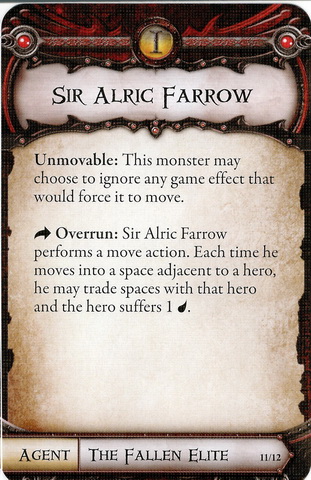 I
Sir Alric Farrow
Unmovable: This monster may
choose to ignore any game effect that
would force it to move.
Overrun: Sir Alric Farrow
performs a move action. Each time he
moves into a space adjacent to a hero,
he may trade spaces with that hero
and the hero suffers 1 .
Agent The Fallen Elite 11/12